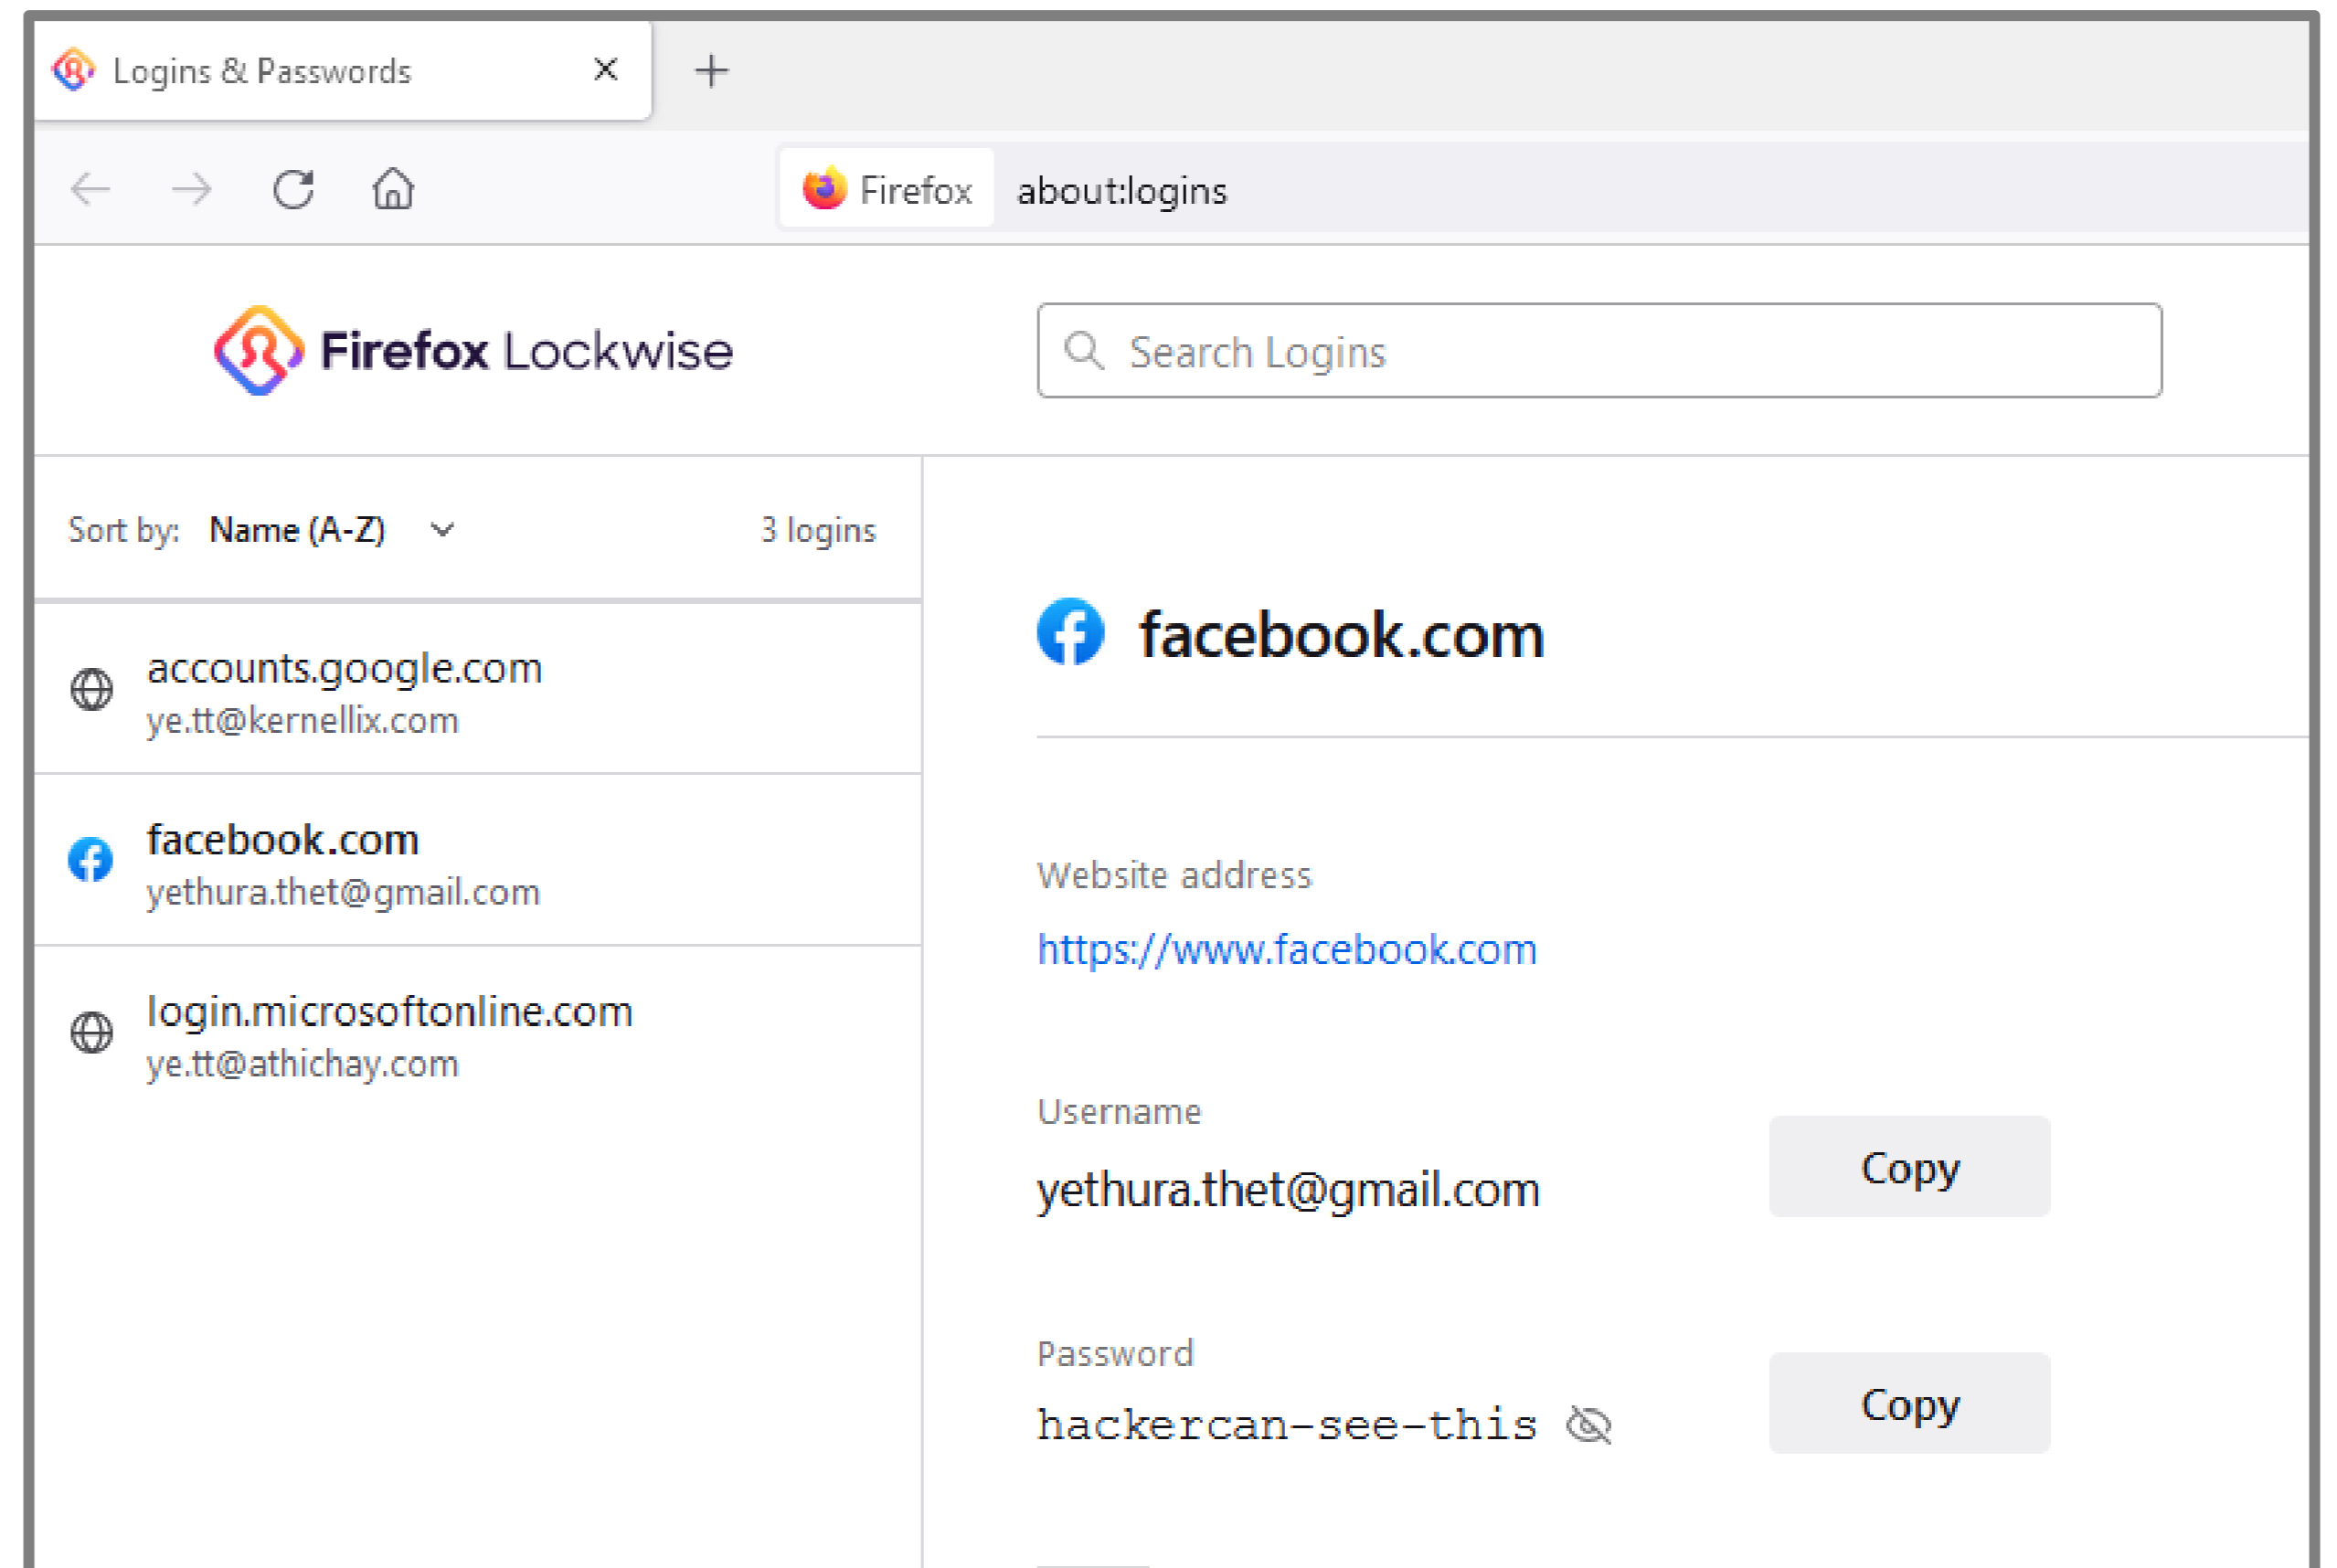 Logins & Passwords
Firefox about:logins
Firefox Lockwise
Search Logins
Sort by: Name (A-Z) 3 logins
accounts.google.com
ye.tt@kernellix.com
facebook.com
yethura.thet@gmail.com
login.microsoftonline.com
ye.tt@athichay.com
facebook.com
Website address
https://www.facebook.com
Username
yethura.thet@gmail.com
Copy
Password
hackercan-see-this
Copy